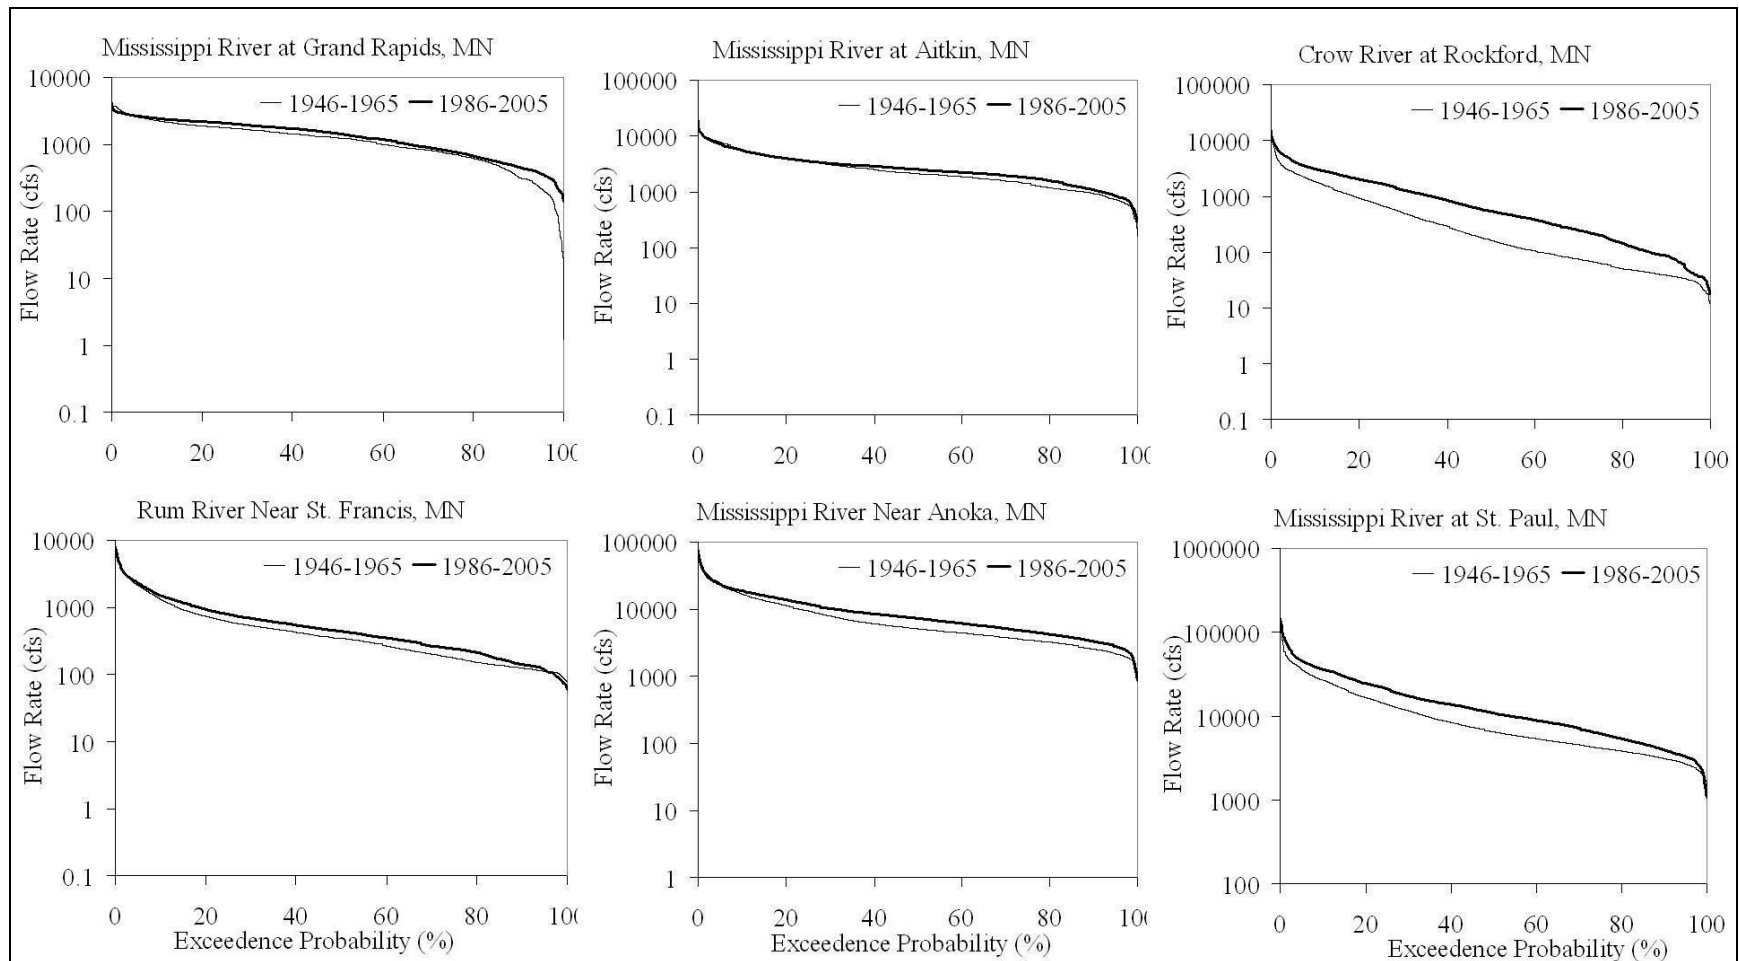 Mississippi River at Grand Rapids, MN
10000
1000
100
10
1
0.1
Flow Rate (cfs)
1946-1965 1986-2005
0 20 40 60 80 100
Mississippi River at Aitkin, MN
100000
10000
1000
100
10
1
0.1
Flow Rate (cfs)
1946-1965 1986-2005
0 20 40 60 80 100
Crow River at Rockford, MN
100000
10000
1000
100
10
1
0.1
Flow Rate (cfs)
1946-1965 1986-2005
0 20 40 60 80 100
Rum River Near St. Francis, MN
10000
1000
100
10
1
0.1
Flow Rate (cfs)
1946-1965 1986-2005
0 20 40 60 80 100
Exceedence Probability (%)
Mississippi River Near Anoka, MN
100000
10000
1000
100
10
1
Flow Rate (cfs)
1946-1965 1986-2005
0 20 40 60 80 100
Exceedence Probability (%)
Mississippi River at St. Paul, MN
1000000
100000
10000
1000
100
Flow Rate (cfs)
1946-1965 1986-2005
0 20 40 60 80 100
Exceedence Probability (%)